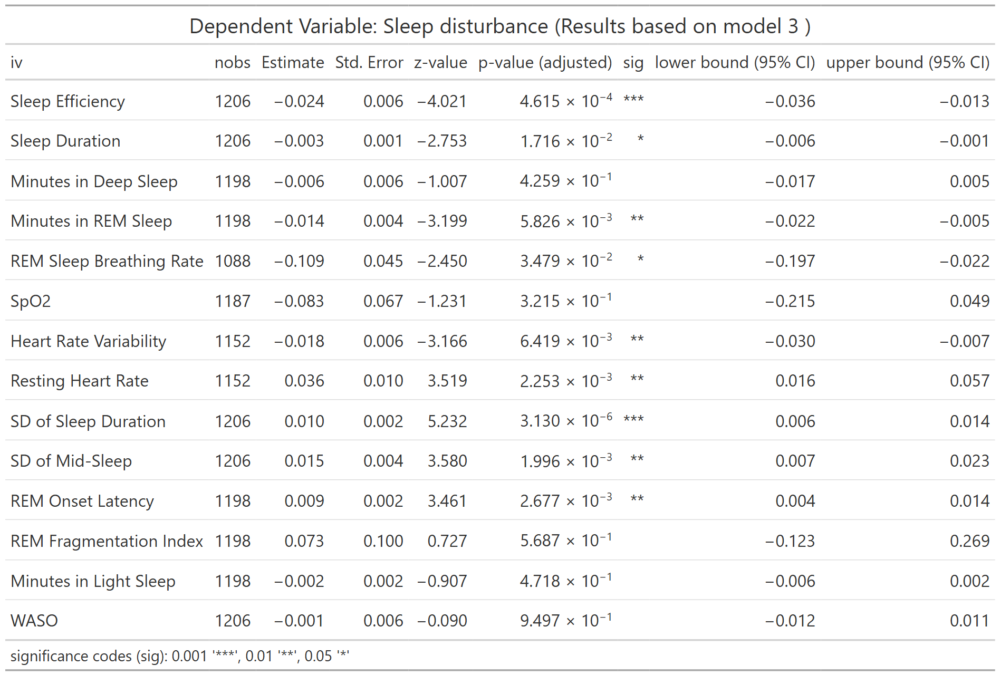 Dependent Variable: Sleep disturbance (Results based on model 3 )
iv nobs Estimate Std. Error z-value p-value (adjusted) sig lower bound (95% CI) upper bound (95% CI)
Sleep Efficiency 1206 −0.024 0.006 −4.021 4.615 × 10⁻⁴ *** −0.036 −0.013
Sleep Duration 1206 −0.003 0.001 −2.753 1.716 × 10⁻² * −0.006 −0.001
Minutes in Deep Sleep 1198 −0.006 0.006 −1.007 4.259 × 10⁻¹ −0.017 0.005
Minutes in REM Sleep 1198 −0.014 0.004 −3.199 5.826 × 10⁻³ ** −0.022 −0.005
REM Sleep Breathing Rate 1088 −0.109 0.045 −2.450 3.479 × 10⁻² * −0.197 −0.022
SpO2 1187 −0.083 0.067 −1.231 3.215 × 10⁻¹ −0.215 0.049
Heart Rate Variability 1152 −0.018 0.006 −3.166 6.419 × 10⁻³ ** −0.030 −0.007
Resting Heart Rate 1152 0.036 0.010 3.519 2.253 × 10⁻³ ** 0.016 0.057
SD of Sleep Duration 1206 0.010 0.002 5.232 3.130 × 10⁻⁶ *** 0.006 0.014
SD of Mid-Sleep 1206 0.015 0.004 3.580 1.996 × 10⁻³ ** 0.007 0.023
REM Onset Latency 1198 0.009 0.002 3.461 2.677 × 10⁻³ ** 0.004 0.014
REM Fragmentation Index 1198 0.073 0.100 0.727 5.687 × 10⁻¹ −0.123 0.269
Minutes in Light Sleep 1198 −0.002 0.002 −0.907 4.718 × 10⁻¹ −0.006 0.002
WASO 1206 −0.001 0.006 −0.090 9.497 × 10⁻¹ −0.012 0.011
significance codes (sig): 0.001 '***', 0.01 '**', 0.05 '*'